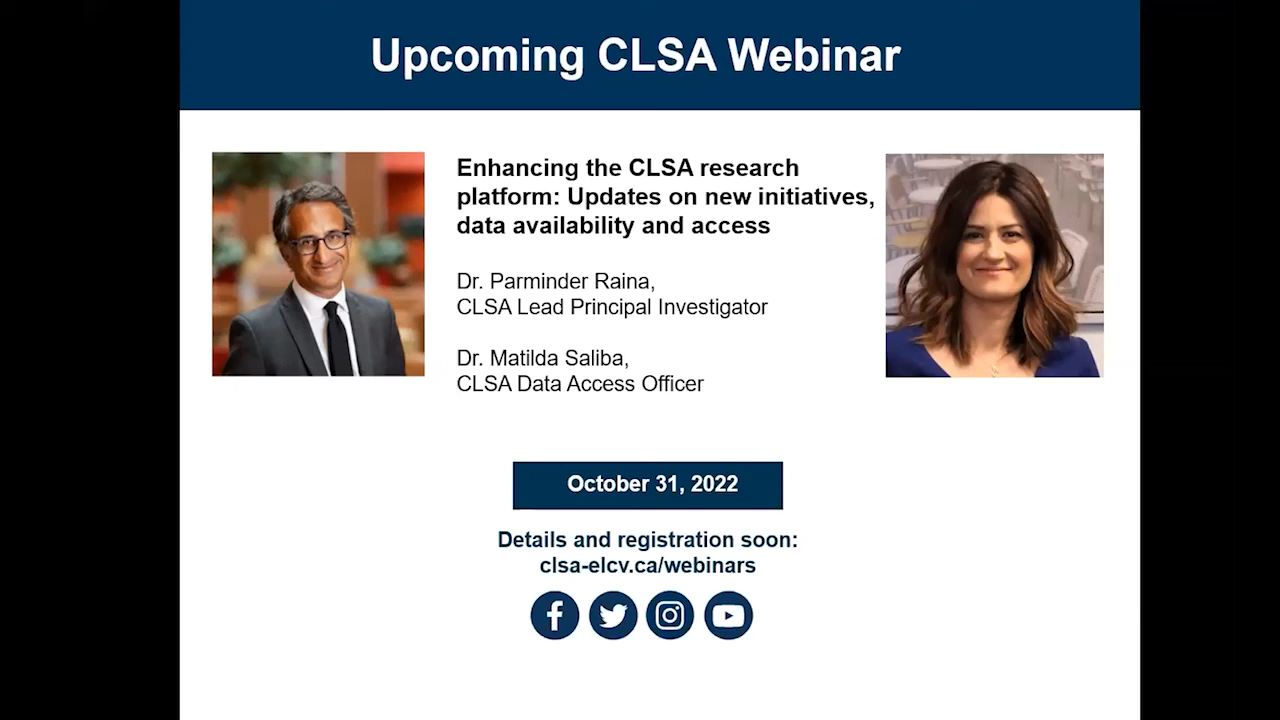 Upcoming CLSA Webinar
Enhancing the CLSA research
platform: Updates on new initiatives,
data availability and access
Dr. Parminder Raina,
CLSA Lead Principal Investigator
Dr. Matilda Saliba,
CLSA Data Access Officer
October 31, 2022
Details and registration soon:
clsa-elcv.ca/webinars